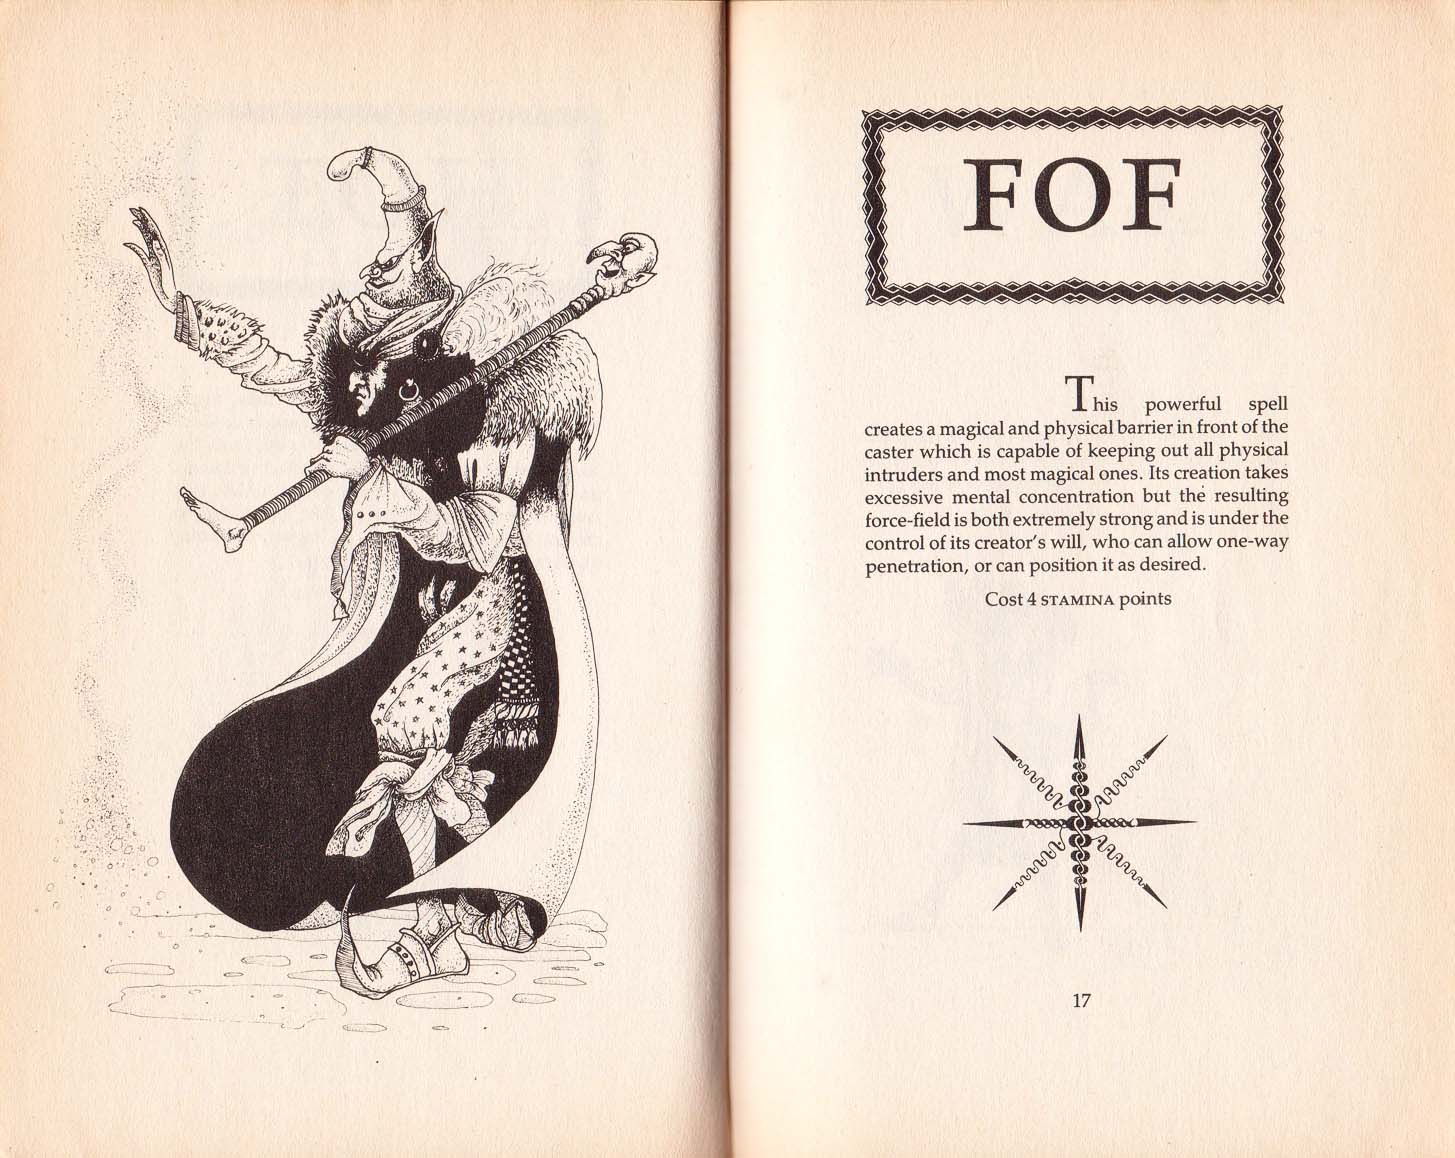 FOF
This powerful spell
creates a magical and physical barrier in front of the
caster which is capable of keeping out all physical
intruders and most magical ones. Its creation takes
excessive mental concentration but the resulting
force-field is both extremely strong and is under the
control of its creator's will, who can allow one-way
penetration, or can position it as desired.
Cost 4 STAMINA points
17